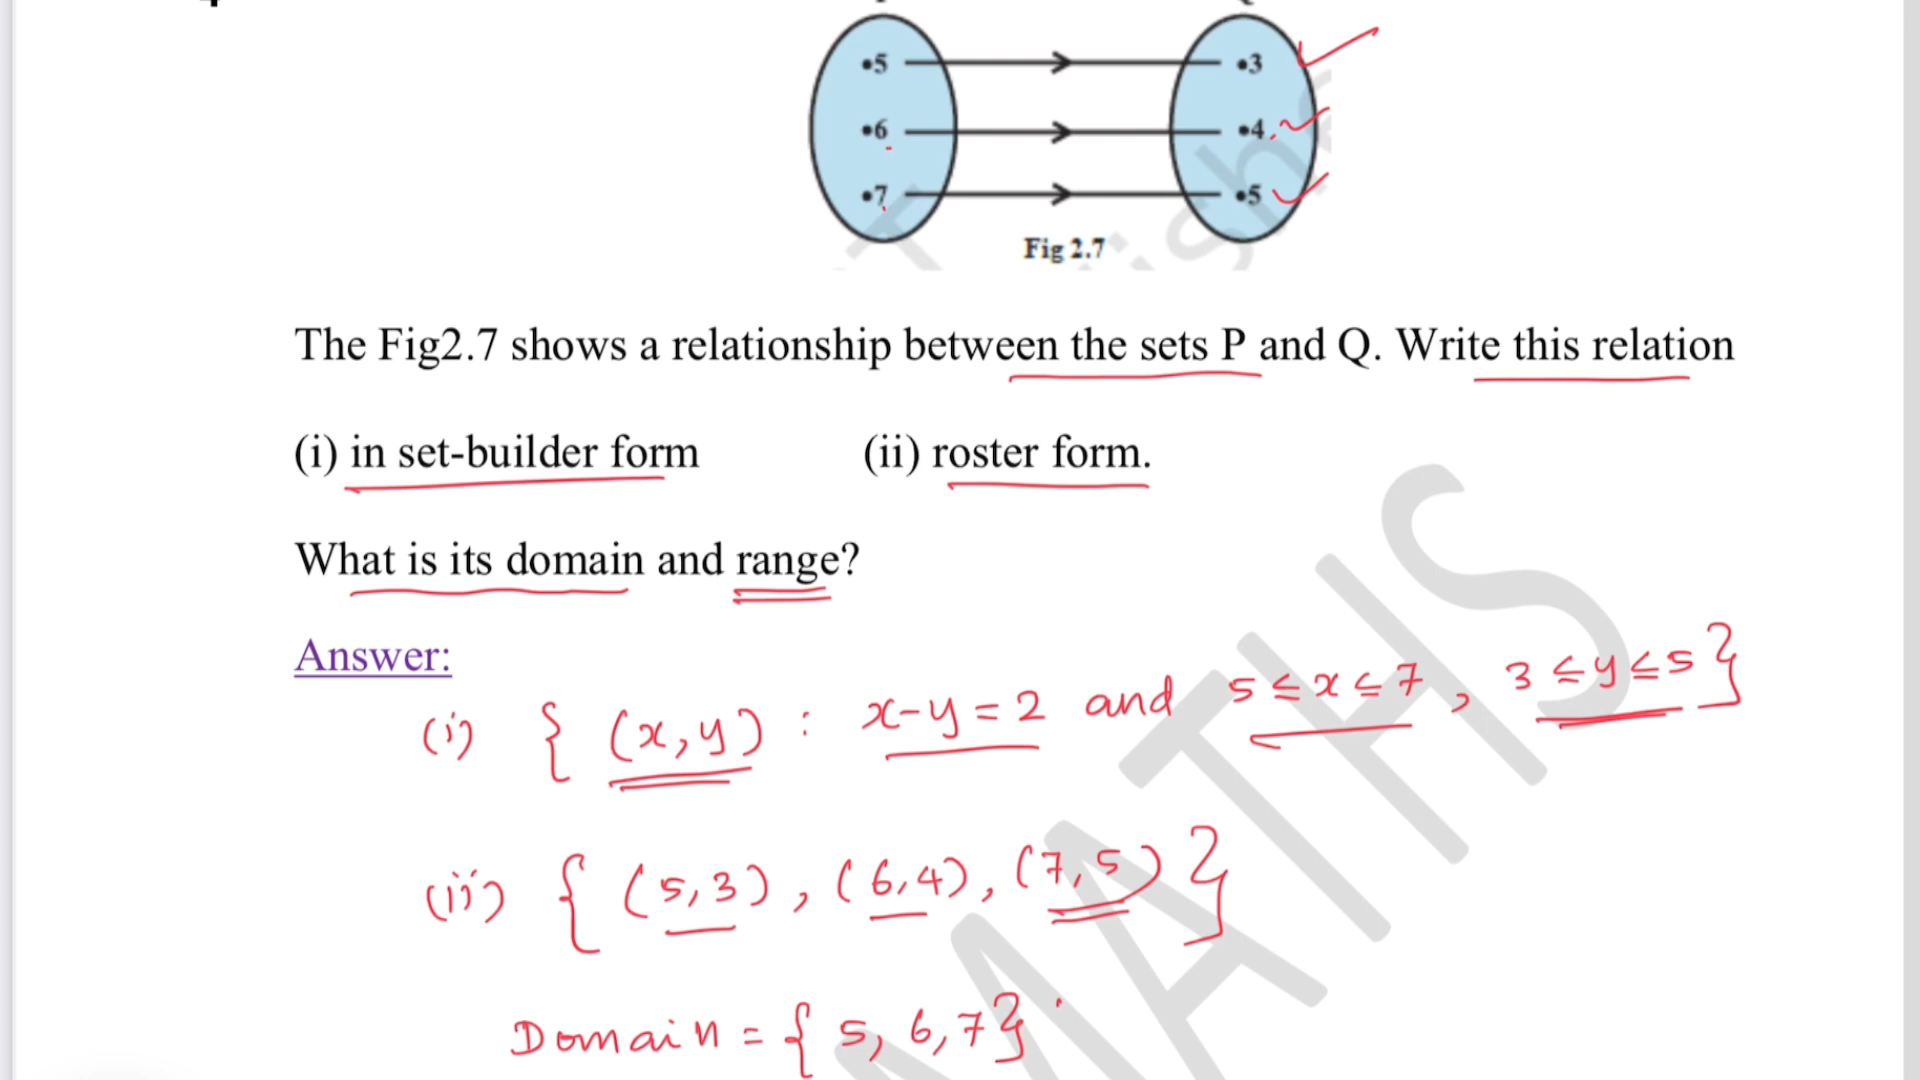 •5 •3
•6 •4
•7 •5
Fig 2.7
The Fig2.7 shows a relationship between the sets P and Q. Write this relation
(i) in set-builder form (ii) roster form.
What is its domain and range?
Answer:
(i) { (x,y) : x-y=2 and 5≤x≤7, 3≤y≤5}
(ii) { (5,3), (6,4), (7,5) }
Domain = { 5, 6,7}
MATHS